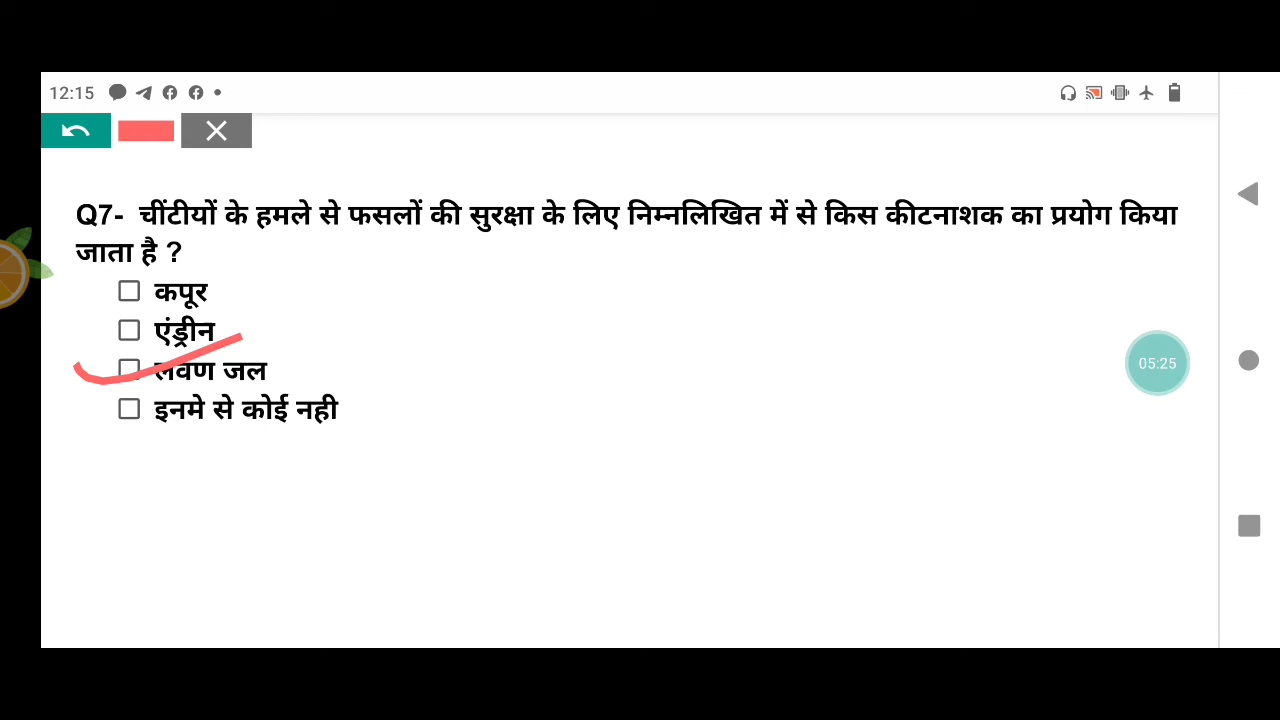 12:15
Q7- चींटीयों के हमले से फसलों की सुरक्षा के लिए निम्नलिखित में से किस कीटनाशक का प्रयोग किया
जाता है ?
कपूर
एंड्रीन
लवण जल
05:25
इनमे से कोई नही